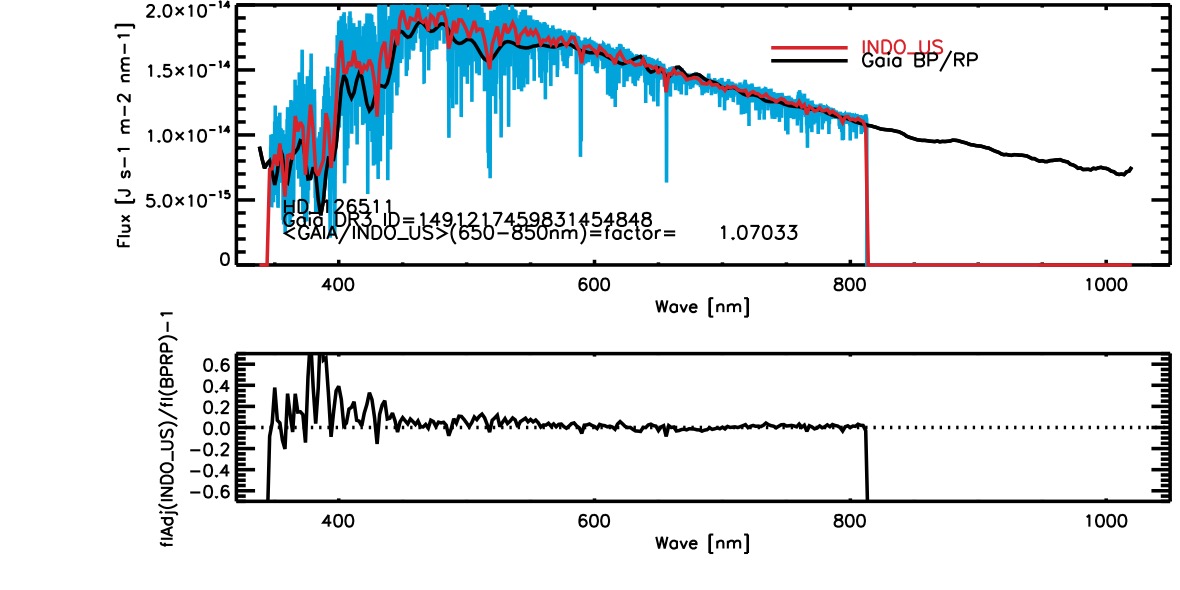 2.0×10−14
1.5×10−14
1.0×10−14
5.0×10−15
0
Flux [J s−1 m−2 nm−1]
INDO_US
Gaia BP/RP
HD_126511
Gaia DR3 ID=1491217459831454848
<GAIA/INDO_US>(650−850nm)=factor= 1.07033
400 600 800 1000
Wave [nm]
flAdj(INDO_US)/fl(BPRP)−1
0.6
0.4
0.2
0.0
−0.2
−0.4
−0.6
400 600 800 1000
Wave [nm]